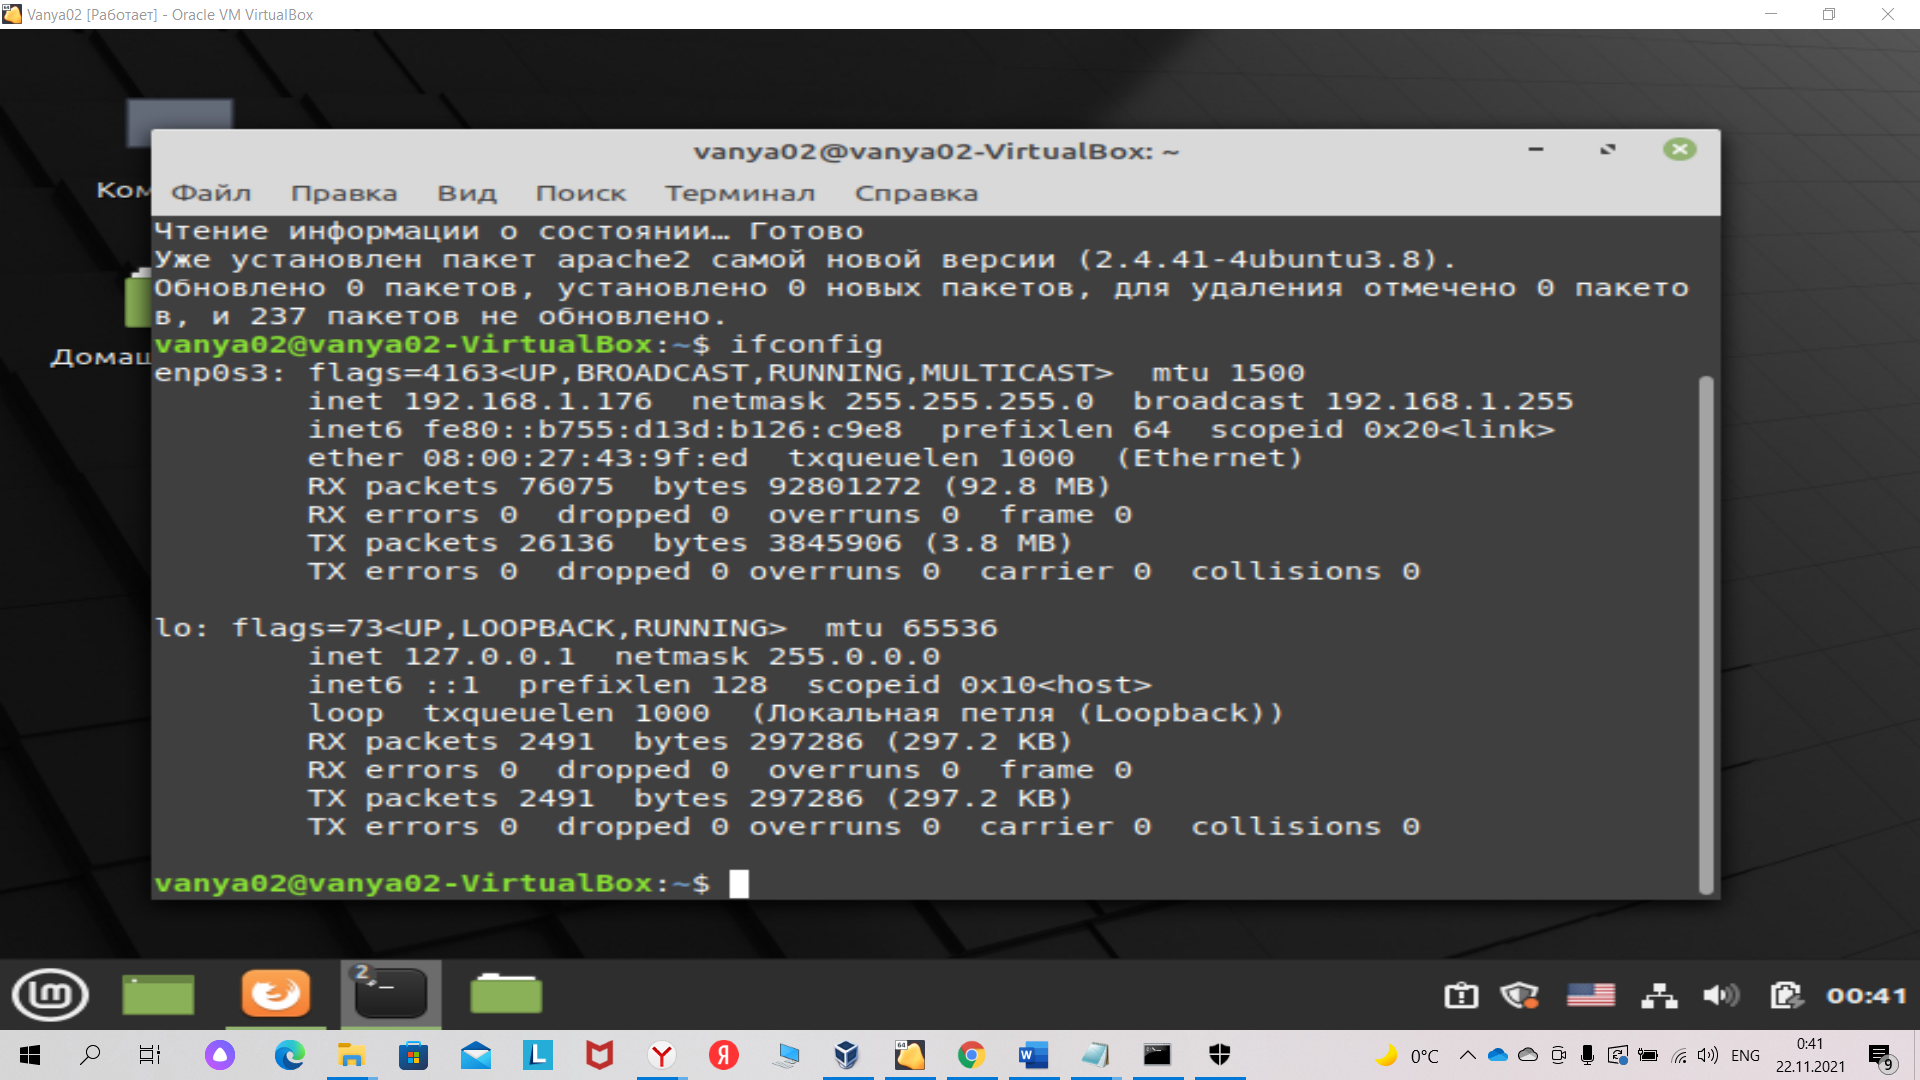 Vanya02 [Работает] - Oracle VM VirtualBox
vanya02@vanya02-VirtualBox: ~
Файл Правка Вид Поиск Терминал Справка
Чтение информации о состоянии… Готово
Уже установлен пакет apache2 самой новой версии (2.4.41-4ubuntu3.8).
Обновлено 0 пакетов, установлено 0 новых пакетов, для удаления отмечено 0 пакето
в, и 237 пакетов не обновлено.
vanya02@vanya02-VirtualBox:~$ ifconfig
enp0s3: flags=4163<UP,BROADCAST,RUNNING,MULTICAST>  mtu 1500
inet 192.168.1.176  netmask 255.255.255.0  broadcast 192.168.1.255
inet6 fe80::b755:d13d:b126:c9e8  prefixlen 64  scopeid 0x20<link>
ether 08:00:27:43:9f:ed  txqueuelen 1000  (Ethernet)
RX packets 76075  bytes 92801272 (92.8 MB)
RX errors 0  dropped 0  overruns 0  frame 0
TX packets 26136  bytes 3845906 (3.8 MB)
TX errors 0  dropped 0 overruns 0  carrier 0  collisions 0
lo: flags=73<UP,LOOPBACK,RUNNING>  mtu 65536
inet 127.0.0.1  netmask 255.0.0.0
inet6 ::1  prefixlen 128  scopeid 0x10<host>
loop  txqueuelen 1000  (Локальная петля (Loopback))
RX packets 2491  bytes 297286 (297.2 KB)
RX errors 0  dropped 0  overruns 0  frame 0
TX packets 2491  bytes 297286 (297.2 KB)
TX errors 0  dropped 0 overruns 0  carrier 0  collisions 0
vanya02@vanya02-VirtualBox:~$
Ком
Домаш
2
00:41
0°C
ENG
0:41
22.11.2021
9